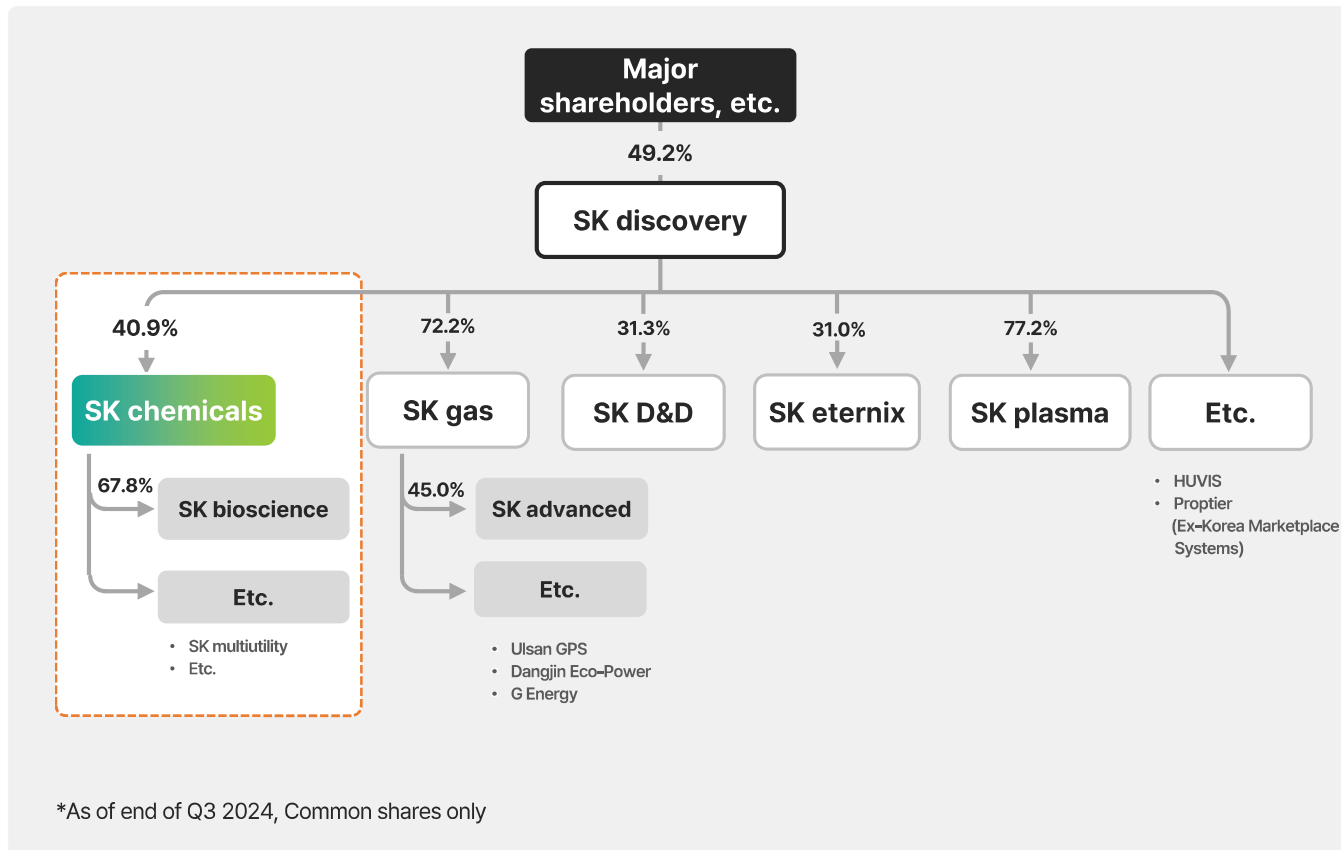 Major
shareholders, etc.
49.2%
SK discovery
40.9%
72.2%
31.3%
31.0%
77.2%
SK chemicals
SK gas
SK D&D
SK eternix
SK plasma
Etc.
67.8%
SK bioscience
Etc.
• SK multiutility
• Etc.
45.0%
SK advanced
Etc.
• Ulsan GPS
• Dangjin Eco-Power
• G Energy
• HUVIS
• Proptier
(Ex-Korea Marketplace
Systems)
*As of end of Q3 2024, Common shares only